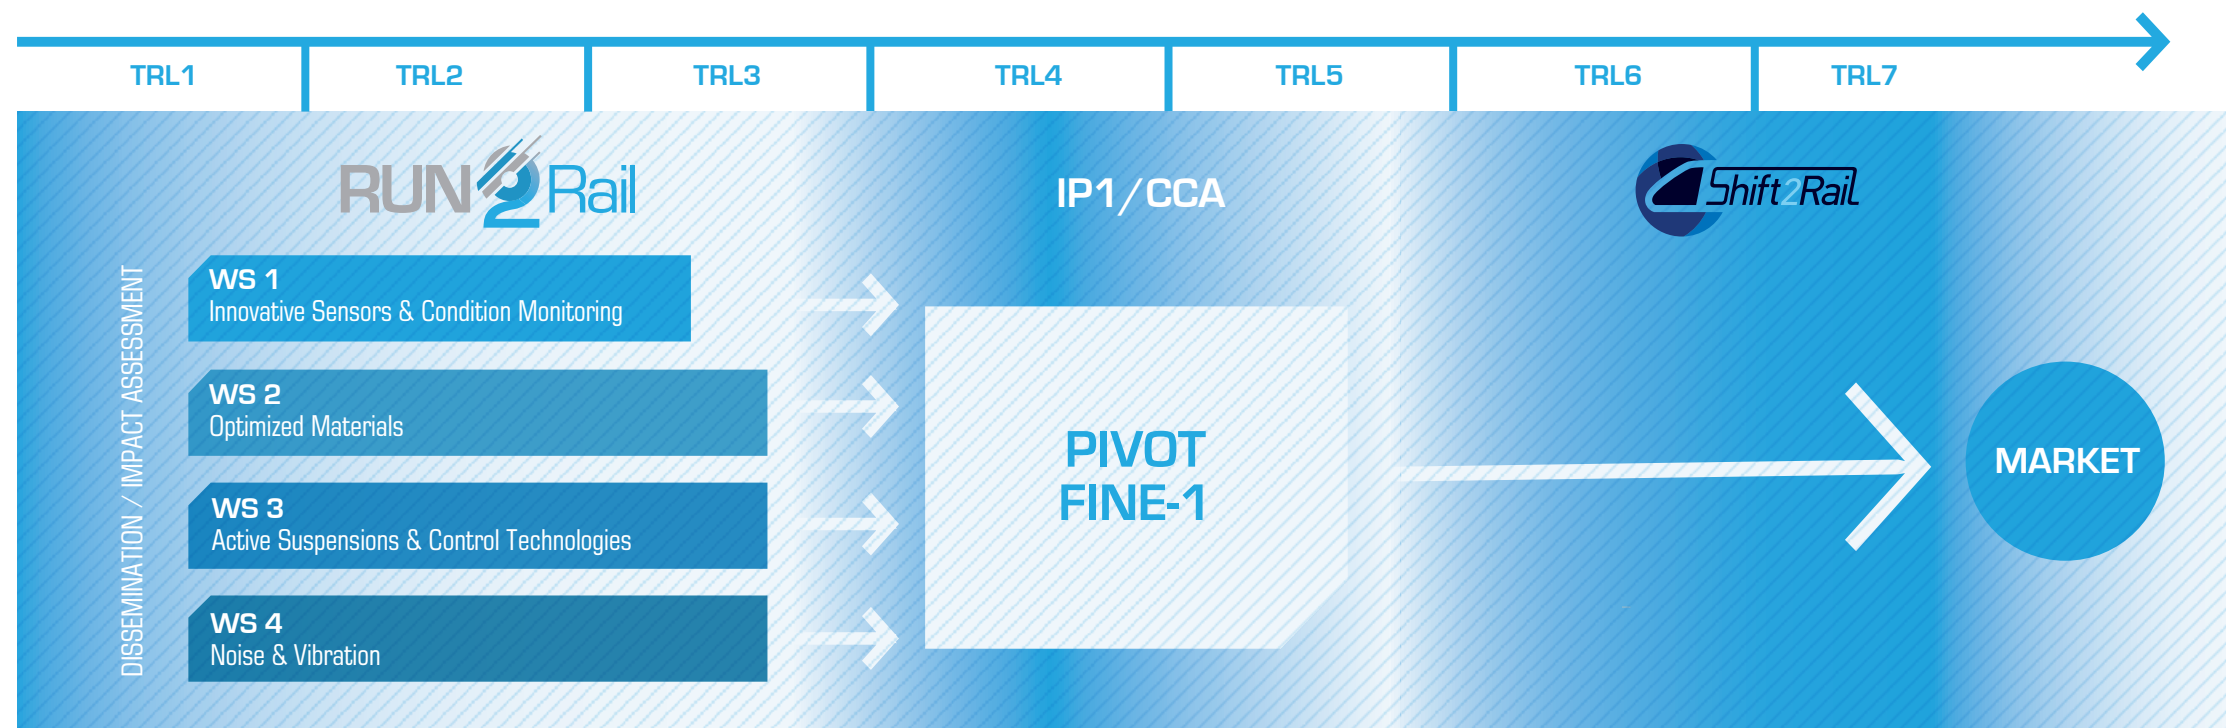 TRL1 TRL2 TRL3 TRL4 TRL5 TRL6 TRL7
RUN2Rail
IP1/CCA
Shift2Rail
DISSEMINATION / IMPACT ASSESSMENT
WS 1
Innovative Sensors & Condition Monitoring
WS 2
Optimized Materials
WS 3
Active Suspensions & Control Technologies
WS 4
Noise & Vibration
PIVOT
FINE-1
MARKET